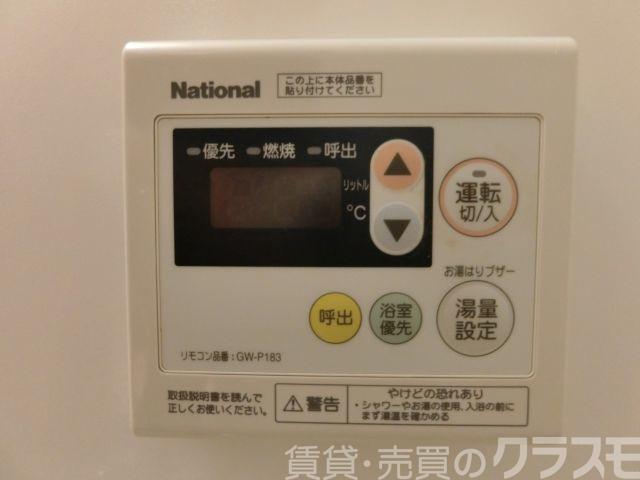 National
この上に本体品番を
貼り付けてください
優先 燃焼 呼出
リットル
℃
運転
切/入
お湯はりブザー
呼出
浴室
優先
湯量
設定
リモコン品番:GW-P183
取扱説明書を読んで
正しくお使いください。
警告
やけどの恐れあり
・シャワーやお湯の使用、入浴の前に
まず湯温を確かめる
賃貸・売買のクラスモ